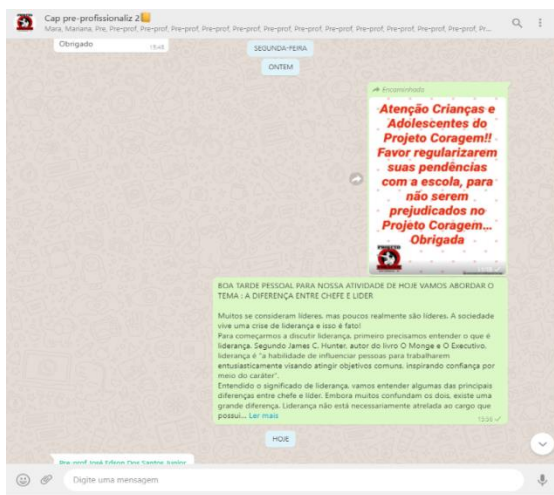 Cap pre-profissionaliz 2
Mara, Mariana, Pre, Pre-prof, Pre-prof, Pre-prof, Pre-prof, Pre-prof, Pre-prof, Pre-prof, Pre-prof, Pre-prof, Pre-prof, Pr...
Obrigado
15:45
SEGUNDA-FEIRA
ONTEM
Encaminhada
Atenção Crianças e
Adolescentes do
Projeto Coragem!!
Favor regularizarem
suas pendências
com a escola, para
não serem
prejudicados no
Projeto Coragem...
Obrigada
PROJETO
BOA TARDE PESSOAL PARA NOSSA ATIVIDADE DE HOJE VAMOS ABORDAR O
TEMA : A DIFERENÇA ENTRE CHEFE E LIDER
Muitos se consideram líderes, mas poucos realmente são líderes. A sociedade
vive uma crise de liderança e isso é fato!
Para começarmos a discutir liderança, primeiro precisamos entender o que é
liderança. Segundo James C. Hunter, autor do livro O Monge e O Executivo,
liderança é "a habilidade de influenciar pessoas para trabalharem
entusiasticamente visando atingir objetivos comuns, inspirando confiança por
meio do caráter".
Entendido o significado de liderança, vamos entender algumas das principais
diferenças entre chefe e líder. Embora muitos confundam os dois, existe uma
grande diferença. Liderança não está necessariamente atrelada ao cargo que
possui... Ler mais
HOJE
Pre-prof José Edson Dos Santos Junior
Digite uma mensagem